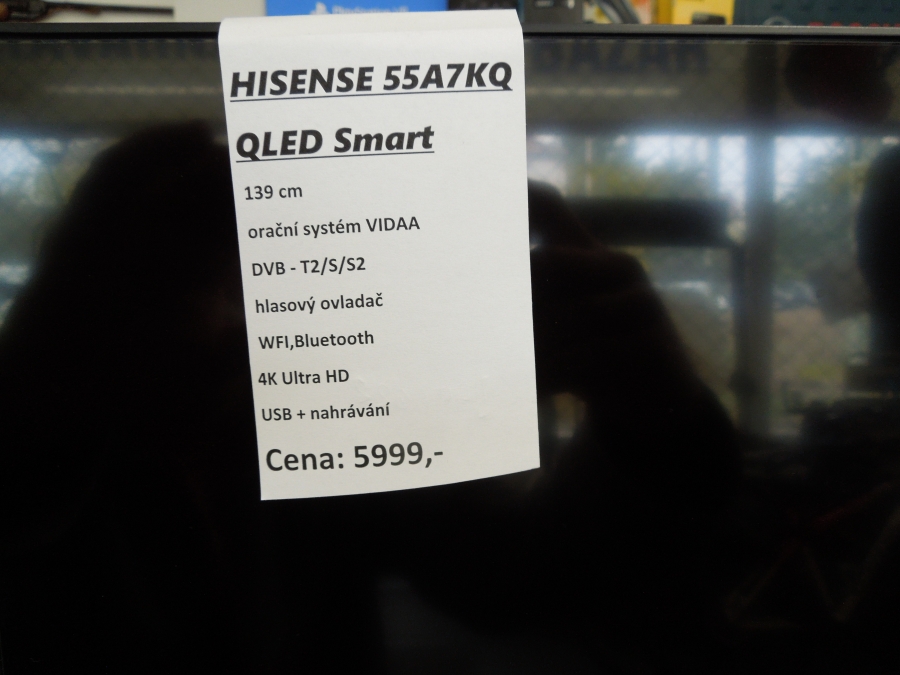 HISENSE 55A7KQ
QLED Smart
139 cm
orační systém VIDAA
DVB - T2/S/S2
hlasový ovladač
WFI,Bluetooth
4K Ultra HD
USB + nahrávání
Cena: 5999,-